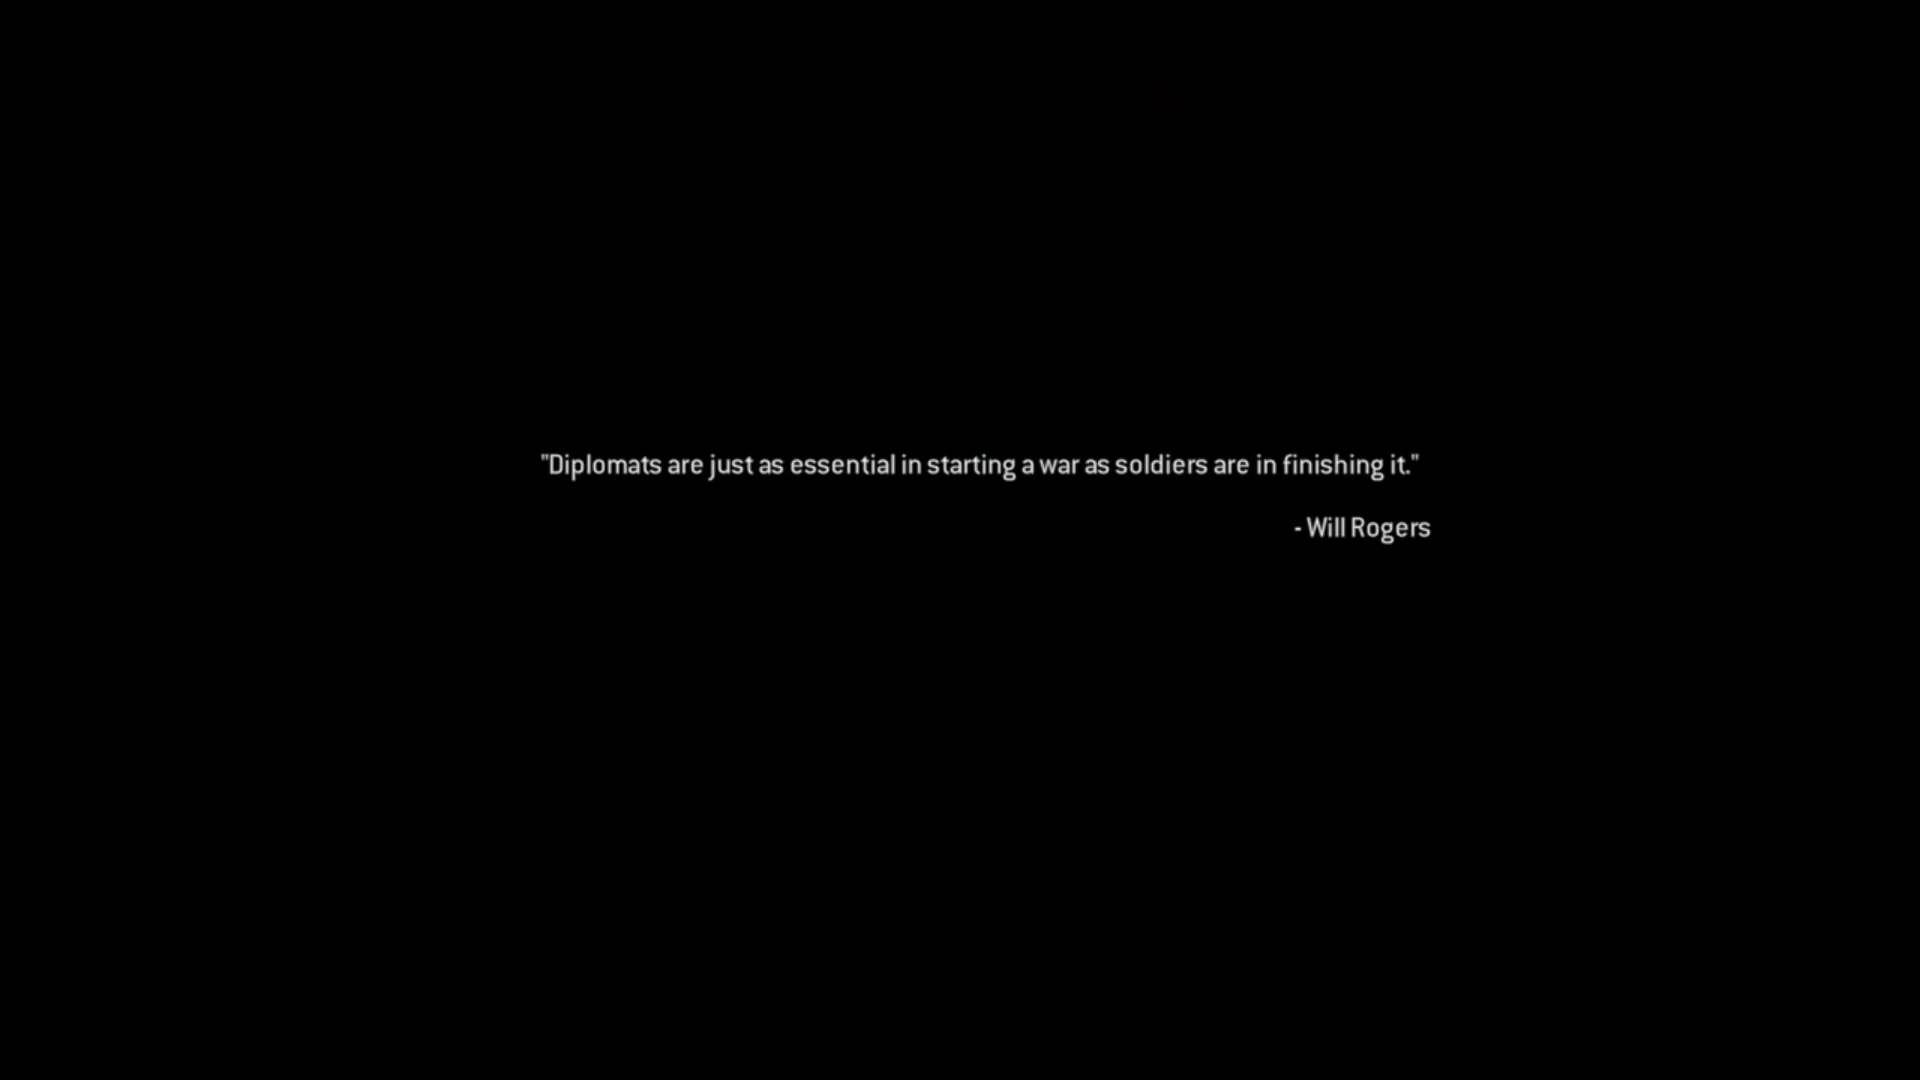 "Diplomats are just as essential in starting a war as soldiers are in finishing it."
- Will Rogers